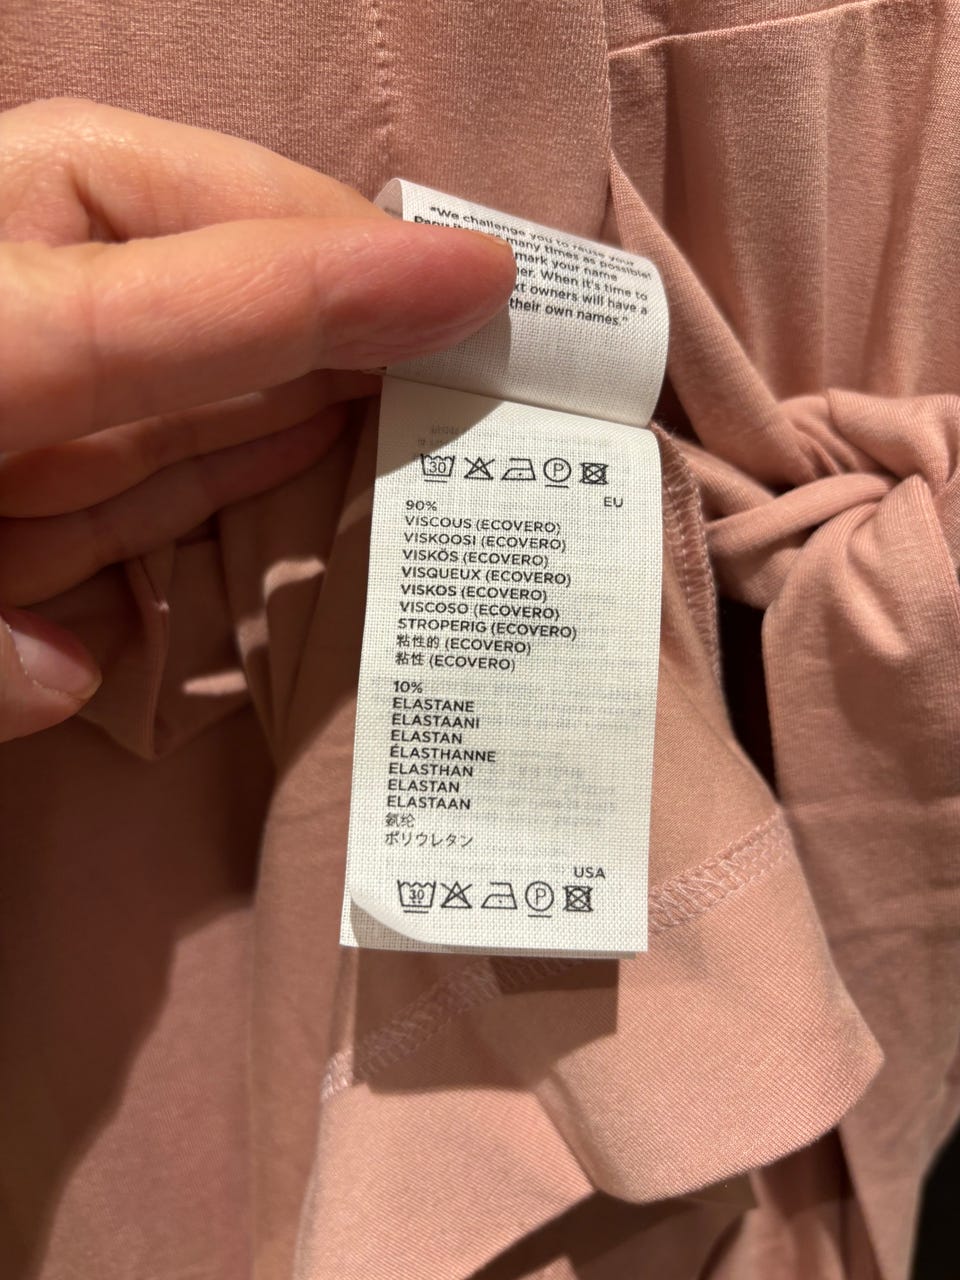 "We challenge you to reuse your
many times as possible!
mark your name
When it's time to
owners will have a
their own names."
30 P
EU
90%
VISCOUS (ECOVERO)
VISKOOSI (ECOVERO)
VISKÓS (ECOVERO)
VISQUEUX (ECOVERO)
VISKOS (ECOVERO)
VISCOSO (ECOVERO)
STROPERIG (ECOVERO)
粘性的 (ECOVERO)
粘性 (ECOVERO)
10%
ELASTANE
ELASTAANI
ELASTAN
ÉLASTHANNE
ELASTHAN
ELASTAN
ELASTAAN
氨纶
ポリウレタン
USA
30 P